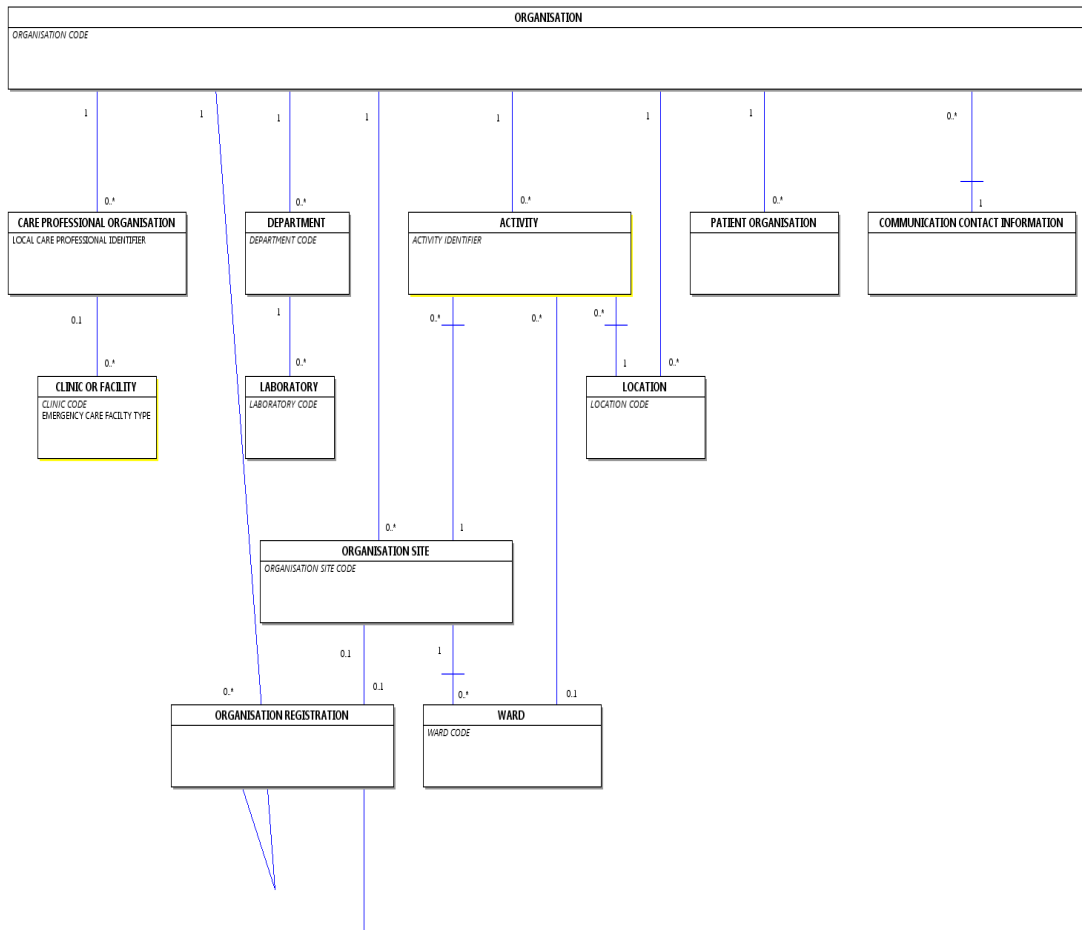 ORGANISATION
ORGANISATION CODE
1 1 1 1 1 1 1 0..*
0..* 0..* 0..* 0..* 1
CARE PROFESSIONAL ORGANISATION
LOCAL CARE PROFESSIONAL IDENTIFIER
DEPARTMENT
DEPARTMENT CODE
ACTIVITY
ACTIVITY IDENTIFIER
PATIENT ORGANISATION
COMMUNICATION CONTACT INFORMATION
0.1 1 0..* 0..* 0..*
0..* 0..* 1 0..*
CLINIC OR FACILITY
CLINIC CODE
EMERGENCY CARE FACILTY TYPE
LABORATORY
LABORATORY CODE
LOCATION
LOCATION CODE
0..* 1
ORGANISATION SITE
ORGANISATION SITE CODE
0.1 1
0..* 0.1 0..* 0.1
ORGANISATION REGISTRATION
WARD
WARD CODE